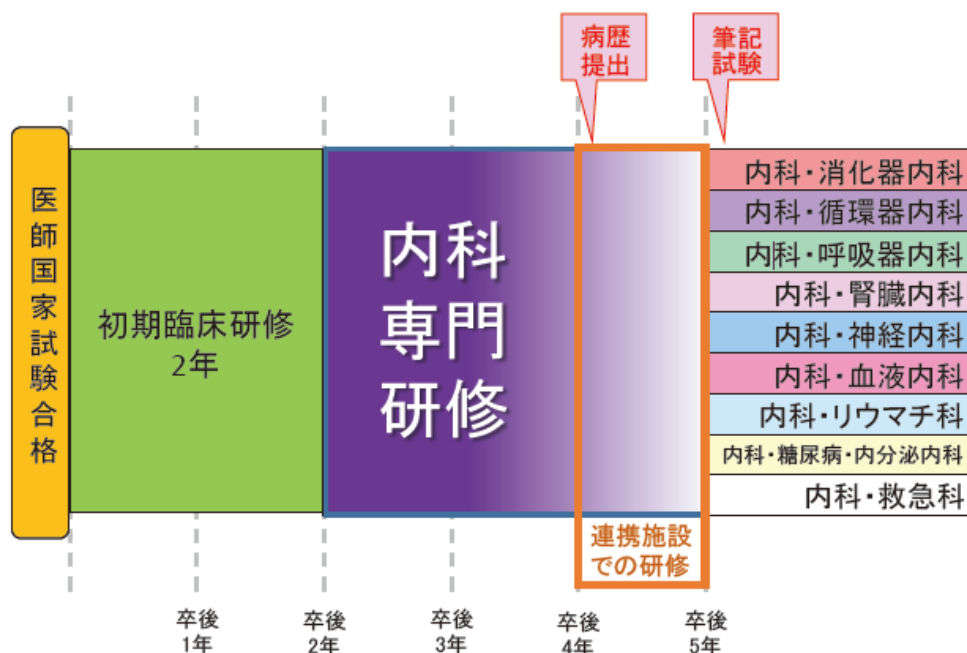 病歴
提出
筆記
試験
医師国家試験合格
初期臨床研修
2年
内科
専門
研修
内科・消化器内科
内科・循環器内科
内科・呼吸器内科
内科・腎臓内科
内科・神経内科
内科・血液内科
内科・リウマチ科
内科・糖尿病・内分泌内科
内科・救急科
連携施設
での研修
卒後
1年
卒後
2年
卒後
3年
卒後
4年
卒後
5年